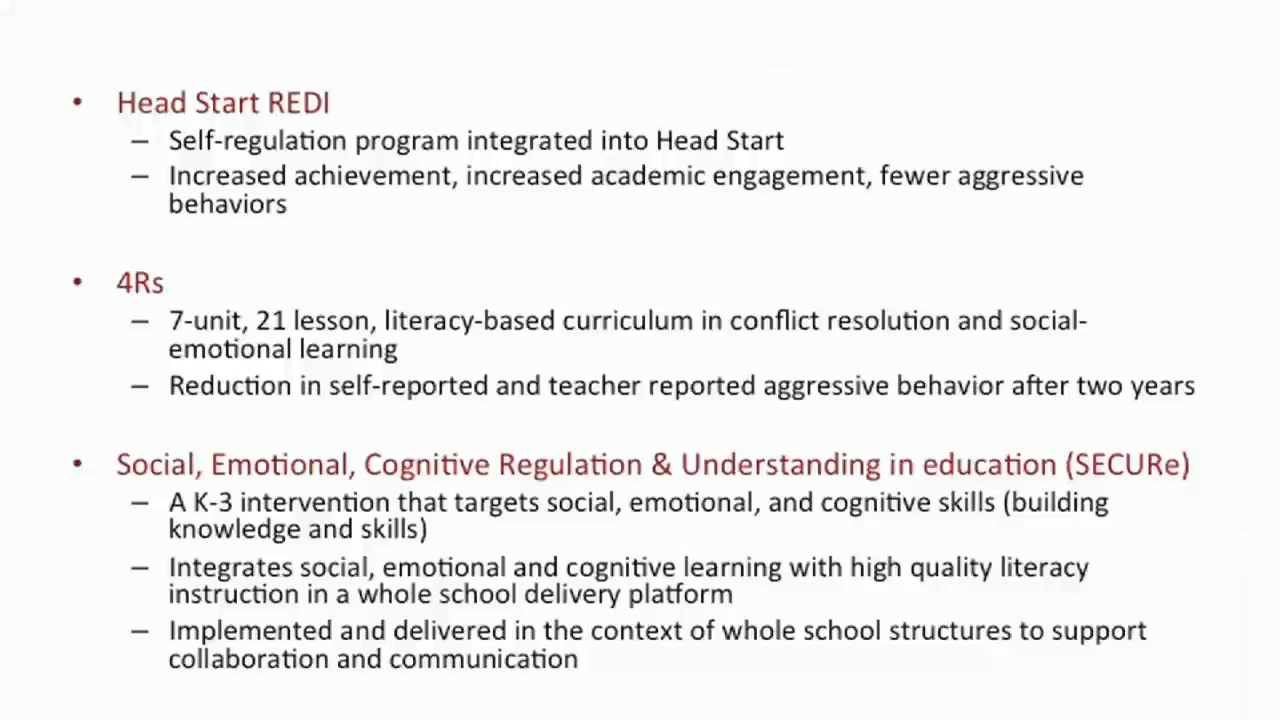 • Head Start REDI
– Self-regulation program integrated into Head Start
– Increased achievement, increased academic engagement, fewer aggressive
behaviors
• 4Rs
– 7-unit, 21 lesson, literacy-based curriculum in conflict resolution and social-
emotional learning
– Reduction in self-reported and teacher reported aggressive behavior after two years
• Social, Emotional, Cognitive Regulation & Understanding in education (SECURe)
– A K-3 intervention that targets social, emotional, and cognitive skills (building
knowledge and skills)
– Integrates social, emotional and cognitive learning with high quality literacy
instruction in a whole school delivery platform
– Implemented and delivered in the context of whole school structures to support
collaboration and communication